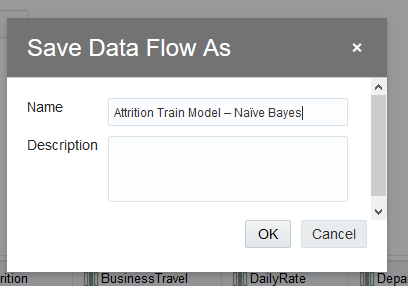 Save Data Flow As ×
Name
Attrition Train Model – Naïve Bayes
Description
OK Cancel
rition BusinessTravel DailyRate Depa